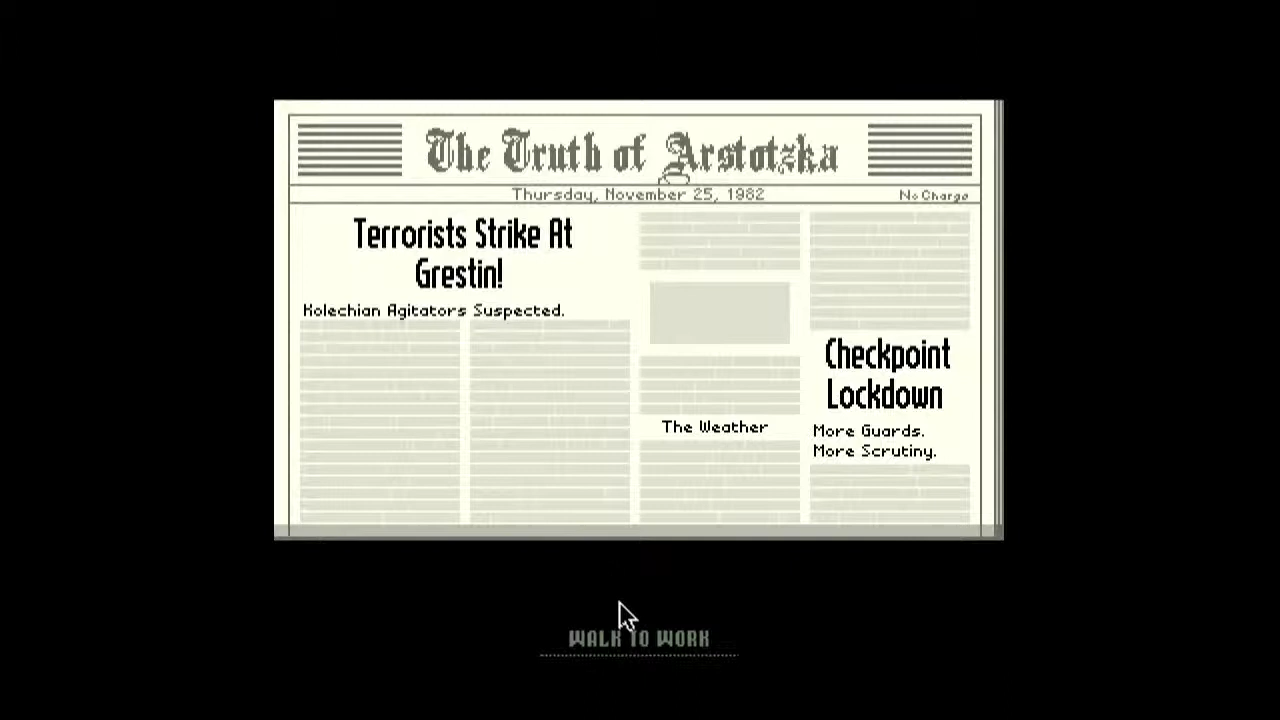 The Truth of Arstotzka
Thursday, November 25, 1982
No Charge
Terrorists Strike At
Grestin!
Kolechian Agitators Suspected.
The Weather
Checkpoint
Lockdown
More Guards.
More Scrutiny.
WALK TO WORK